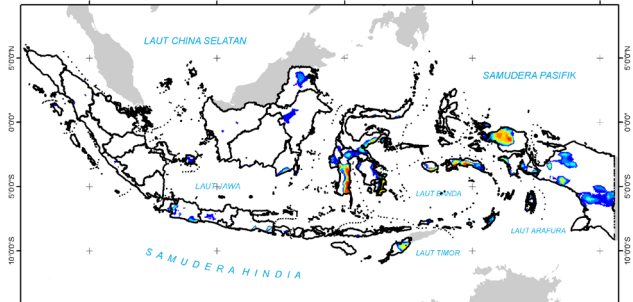 LAUT CHINA SELATAN
SAMUDERA PASIFIK
5°0'0"N
5°0'0"N
0°0'0"
0°0'0"
LAUT JAWA
LAUT BANDA
5°0'0"S
5°0'0"S
LAUT ARAFURA
SAMUDERA HINDIA
LAUT TIMOR
10°0'0"S
10°0'0"S